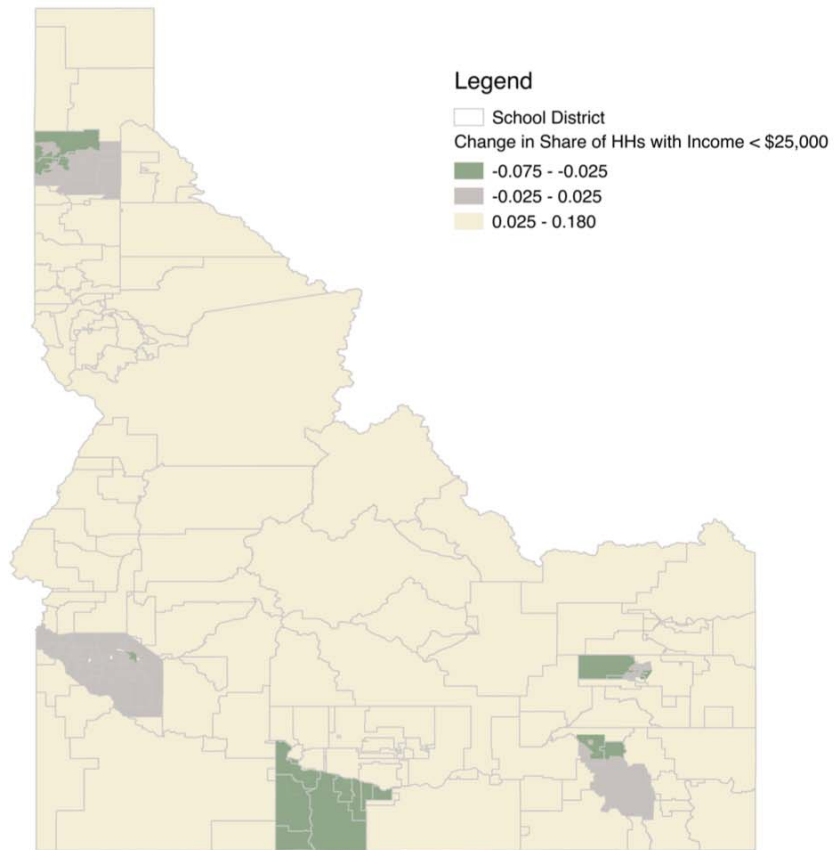 Legend
School District
Change in Share of HHs with Income < $25,000
-0.075 - -0.025
-0.025 - 0.025
0.025 - 0.180